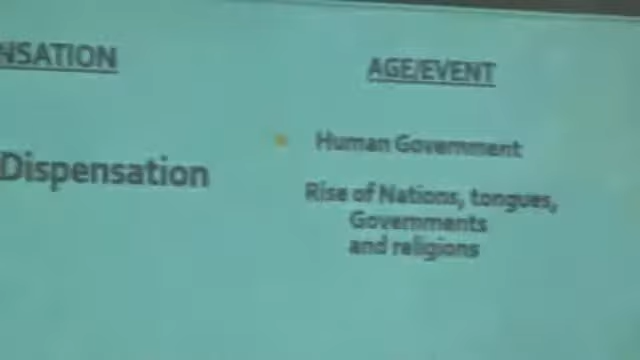 NSATION
AGE/EVENT
Human Government
Dispensation
Rise of Nations, tongues,
Governments
and religions